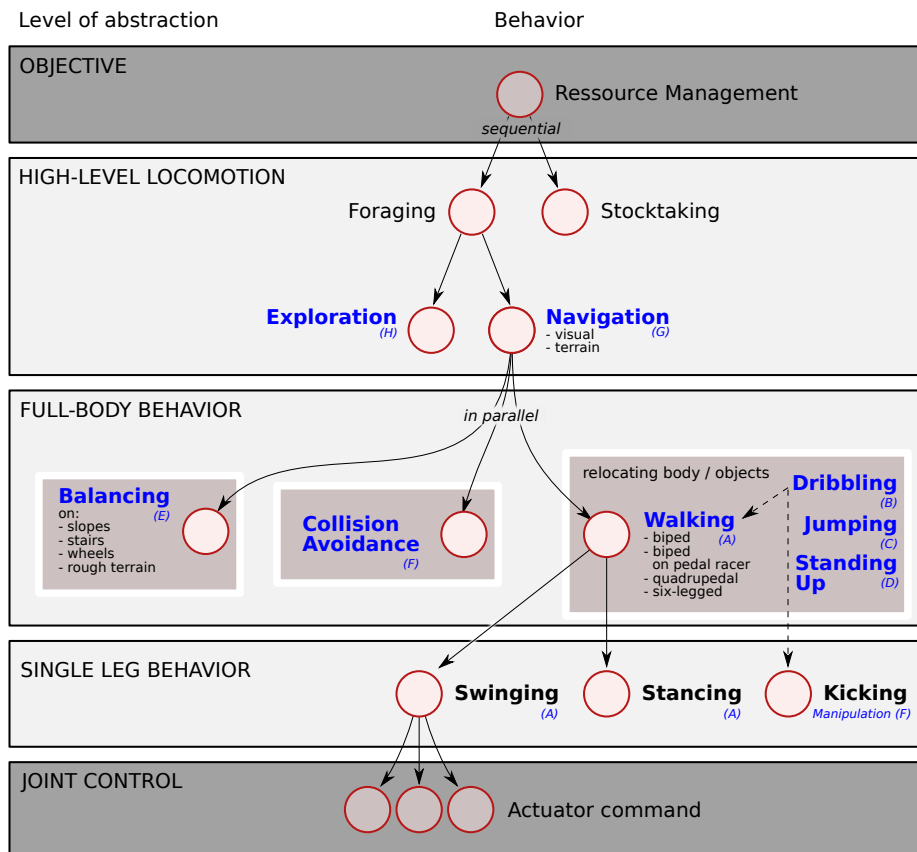 Level of abstraction
Behavior
OBJECTIVE
Ressource Management
sequential
HIGH-LEVEL LOCOMOTION
Foraging
Stocktaking
Exploration
(H)
Navigation
(G)
- visual
- terrain
FULL-BODY BEHAVIOR
in parallel
Balancing
(E)
on:
- slopes
- stairs
- wheels
- rough terrain
Collision
Avoidance
(F)
relocating body / objects
Walking
(A)
- biped
- biped
on pedal racer
- quadrupedal
- six-legged
Dribbling
(B)
Jumping
(C)
Standing
Up
(D)
SINGLE LEG BEHAVIOR
Swinging
(A)
Stancing
(A)
Kicking
Manipulation (F)
JOINT CONTROL
Actuator command